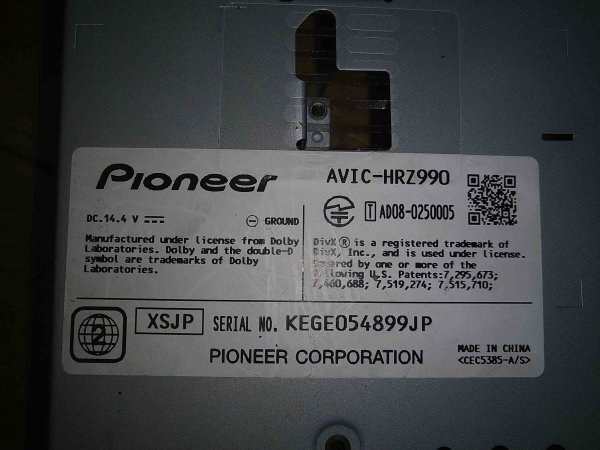 Pioneer
AVIC-HRZ990
DC.14.4 V
GROUND
T AD08-0250005
Manufactured under license from Dolby
Laboratories. Dolby and the double-D
symbol are trademarks of Dolby
Laboratories.
DivX® is a registered trademark of
DivX, Inc., and is used under license.
Covered by one or more of the
following U.S. Patents:7,295,673;
7,460,688; 7,519,274; 7,515,710;
2
XSJP
SERIAL NO. KEGE054899JP
PIONEER CORPORATION
MADE IN CHINA
<CEC5385-A/S>